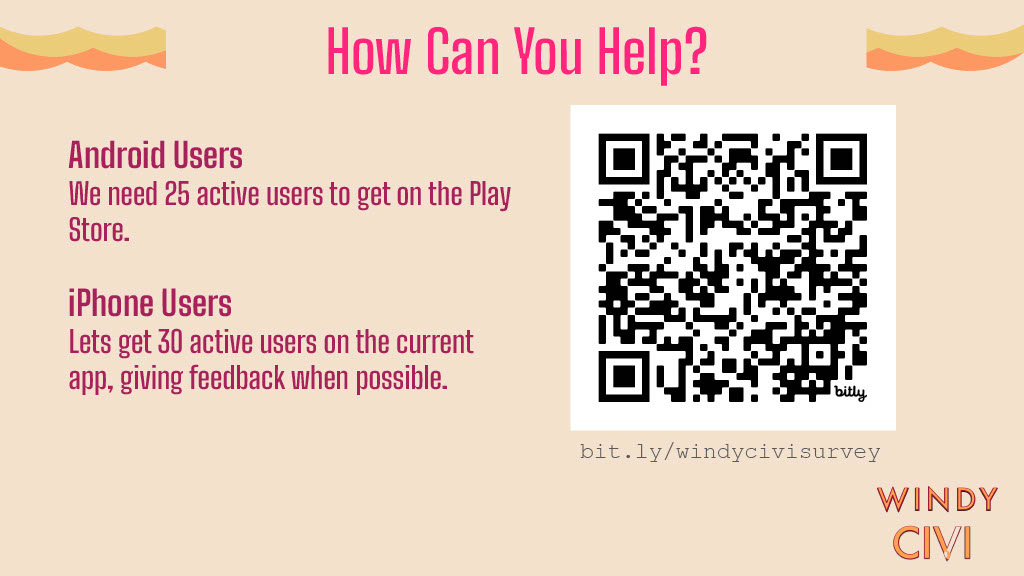 How Can You Help?
Android Users
We need 25 active users to get on the Play
Store.
iPhone Users
Lets get 30 active users on the current
app, giving feedback when possible.
bitly
bit.ly/windycivisurvey
WINDY
CIVI